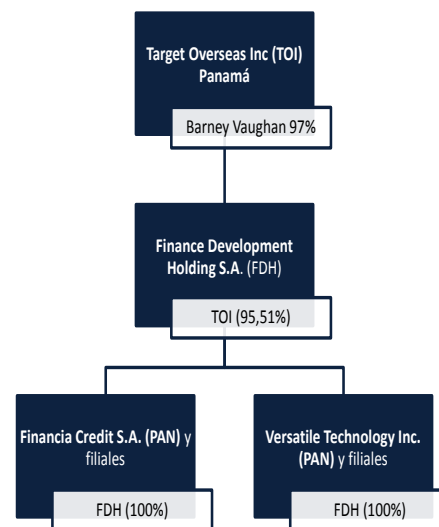 Target Overseas Inc (TOI)
Panamá
Barney Vaughan 97%
Finance Development
Holding S.A. (FDH)
TOI (95,51%)
Financia Credit S.A. (PAN) y
filiales
FDH (100%)
Versatile Technology Inc.
(PAN) y filiales
FDH (100%)